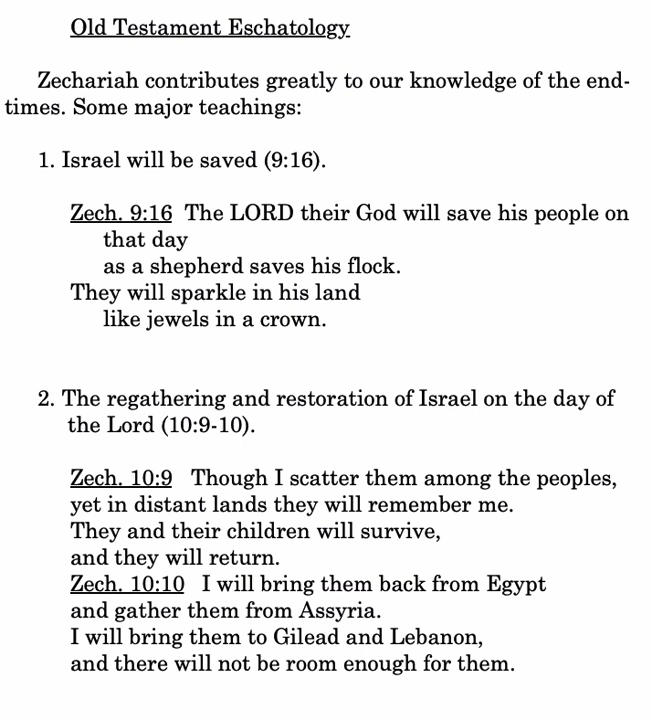 Old Testament Eschatology
Zechariah contributes greatly to our knowledge of the end-
times. Some major teachings:
1. Israel will be saved (9:16).
Zech. 9:16 The LORD their God will save his people on
that day
as a shepherd saves his flock.
They will sparkle in his land
like jewels in a crown.
2. The regathering and restoration of Israel on the day of
the Lord (10:9-10).
Zech. 10:9 Though I scatter them among the peoples,
yet in distant lands they will remember me.
They and their children will survive,
and they will return.
Zech. 10:10 I will bring them back from Egypt
and gather them from Assyria.
I will bring them to Gilead and Lebanon,
and there will not be room enough for them.